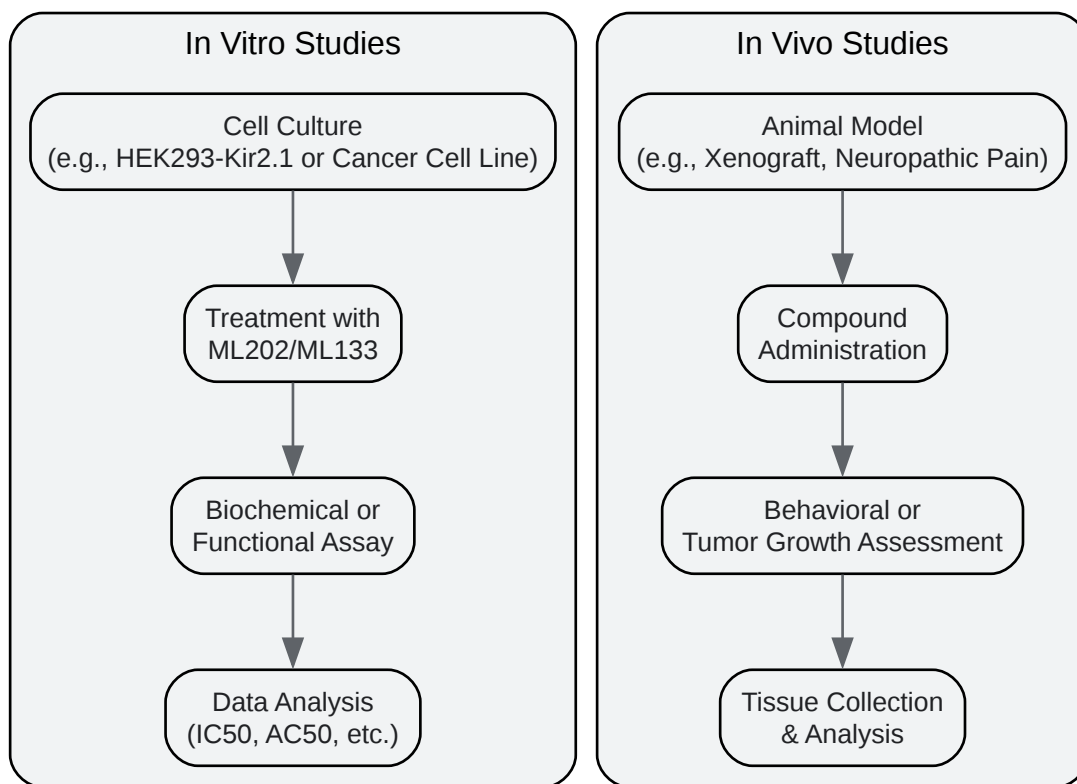 In Vitro Studies
Cell Culture
(e.g., HEK293-Kir2.1 or Cancer Cell Line)
Treatment with
ML202/ML133
Biochemical or
Functional Assay
Data Analysis
(IC50, AC50, etc.)
In Vivo Studies
Animal Model
(e.g., Xenograft, Neuropathic Pain)
Compound
Administration
Behavioral or
Tumor Growth Assessment
Tissue Collection
& Analysis